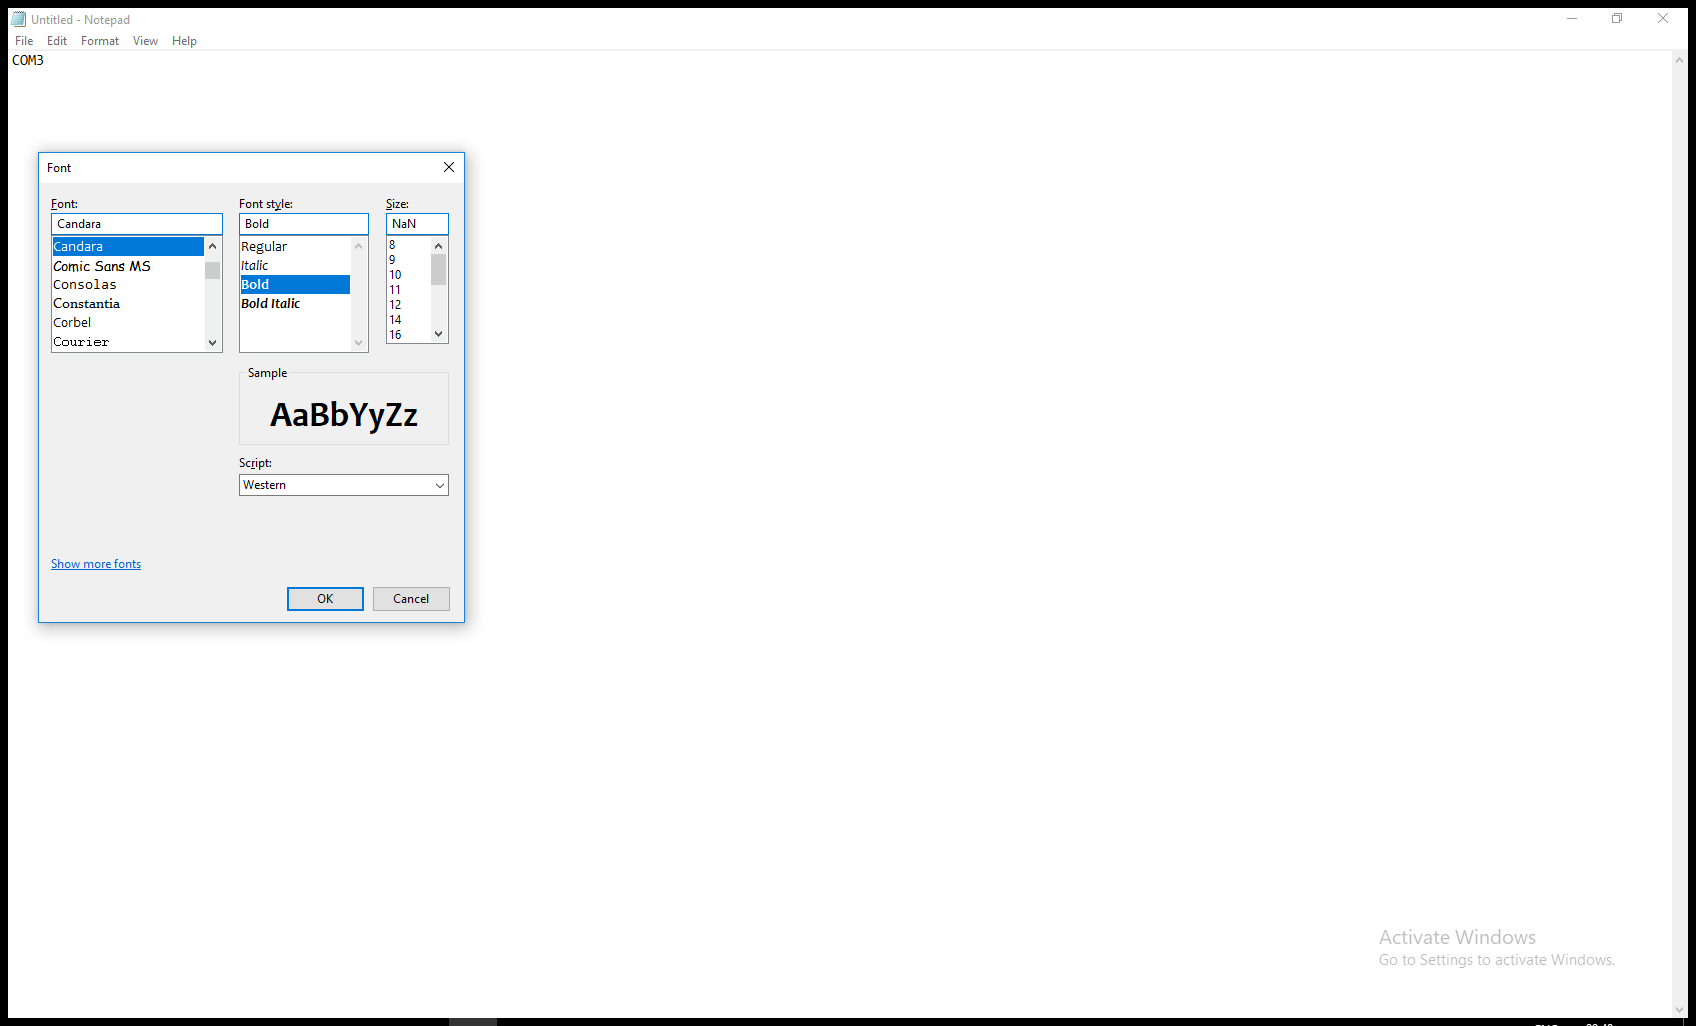 Untitled - Notepad
File Edit Format View Help
COM3
Font
Font: Font style: Size:
Candara Bold NaN
Candara
Comic Sans MS
Consolas
Constantia
Corbel
Courier
Regular
Italic
Bold
Bold Italic
8
9
10
11
12
14
16
Sample
AaBbYyZz
Script:
Western
Show more fonts
OK Cancel
Activate Windows
Go to Settings to activate Windows.